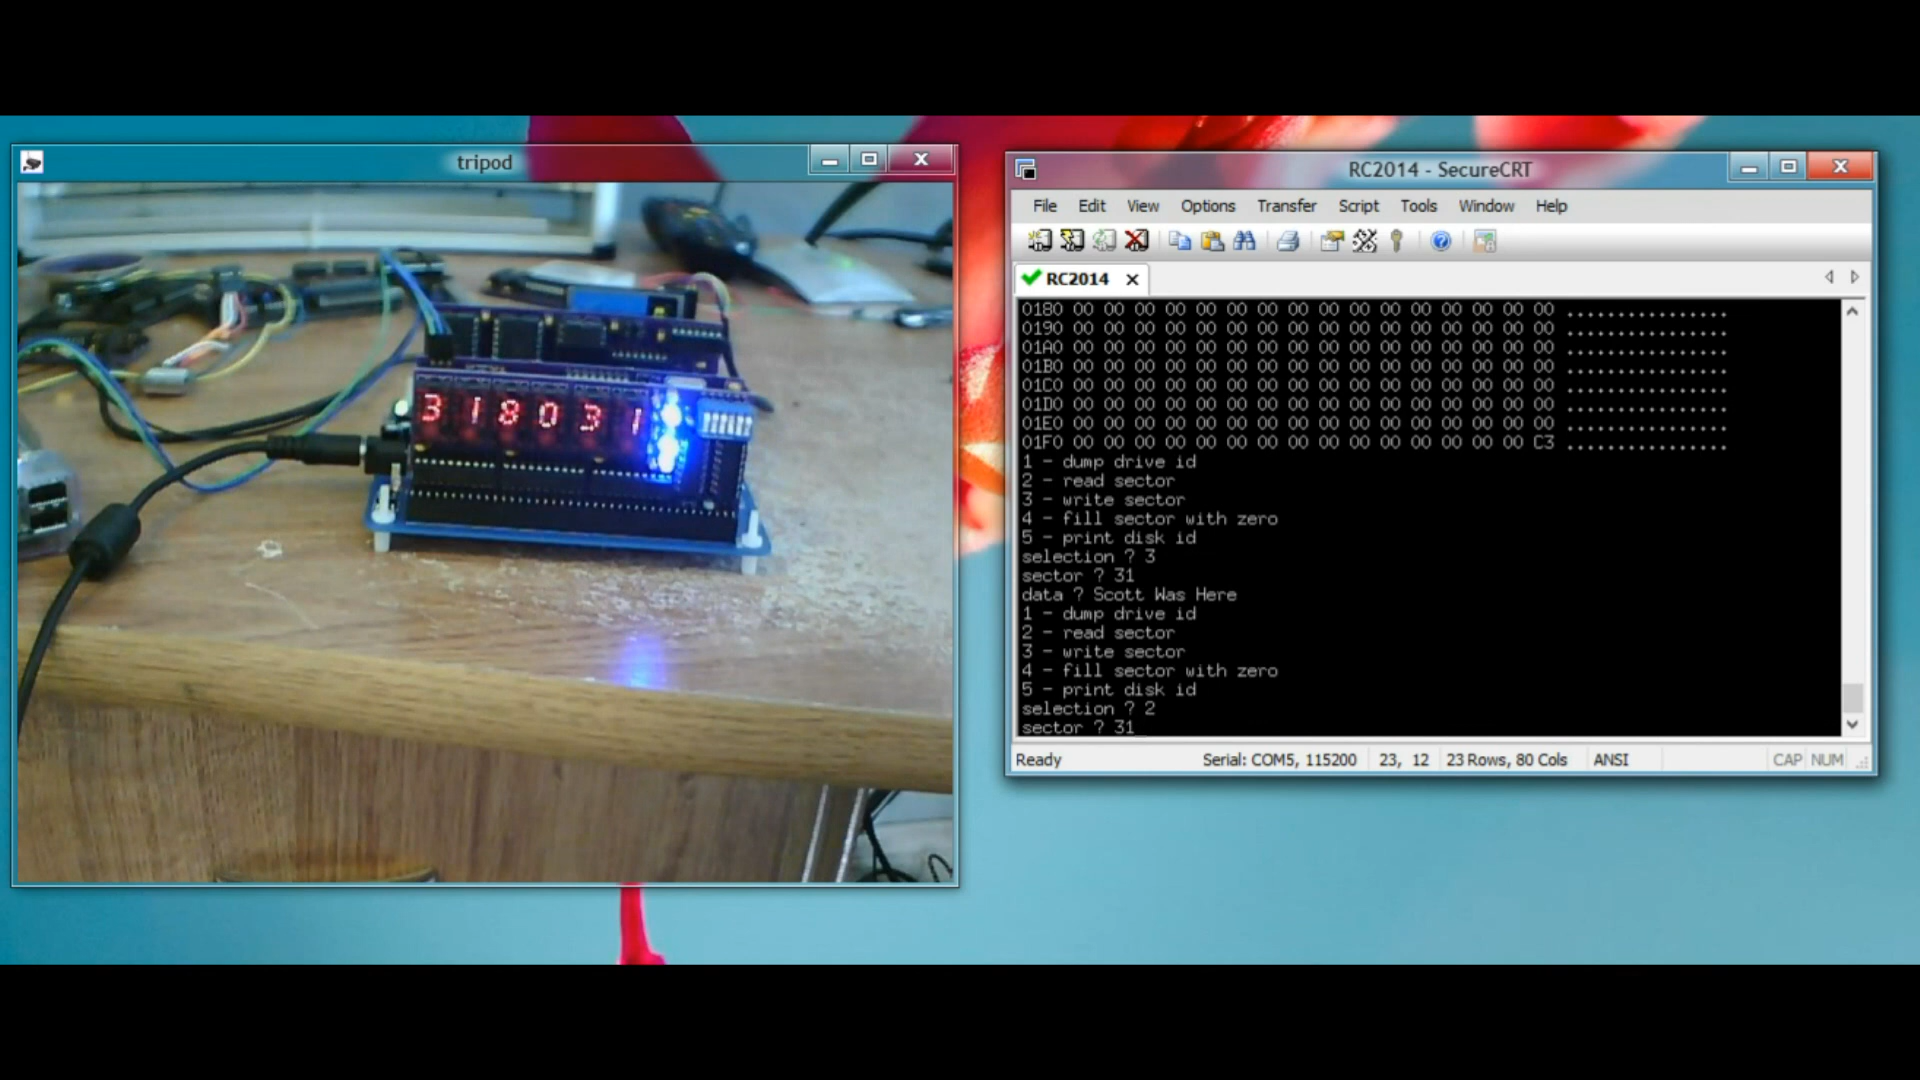 tripod
318031
RC2014 - SecureCRT
File Edit View Options Transfer Script Tools Window Help
RC2014
0180 00 00 00 00 00 00 00 00 00 00 00 00 00 00 00 00 ................
0190 00 00 00 00 00 00 00 00 00 00 00 00 00 00 00 00 ................
01A0 00 00 00 00 00 00 00 00 00 00 00 00 00 00 00 00 ................
01B0 00 00 00 00 00 00 00 00 00 00 00 00 00 00 00 00 ................
01C0 00 00 00 00 00 00 00 00 00 00 00 00 00 00 00 00 ................
01D0 00 00 00 00 00 00 00 00 00 00 00 00 00 00 00 00 ................
01E0 00 00 00 00 00 00 00 00 00 00 00 00 00 00 00 00 ................
01F0 00 00 00 00 00 00 00 00 00 00 00 00 00 00 00 C3 ................
1 - dump drive id
2 - read sector
3 - write sector
4 - fill sector with zero
5 - print disk id
selection ? 3
sector ? 31
data ? Scott Was Here
1 - dump drive id
2 - read sector
3 - write sector
4 - fill sector with zero
5 - print disk id
selection ? 2
sector ? 31_
Ready Serial: COM5, 115200 23, 12 23 Rows, 80 Cols ANSI CAP NUM